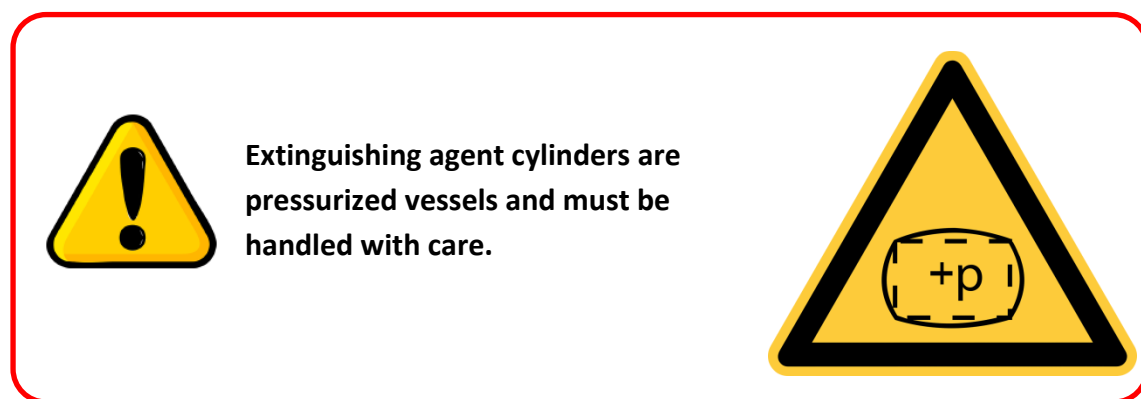 Extinguishing agent cylinders are
pressurized vessels and must be
handled with care.
+p